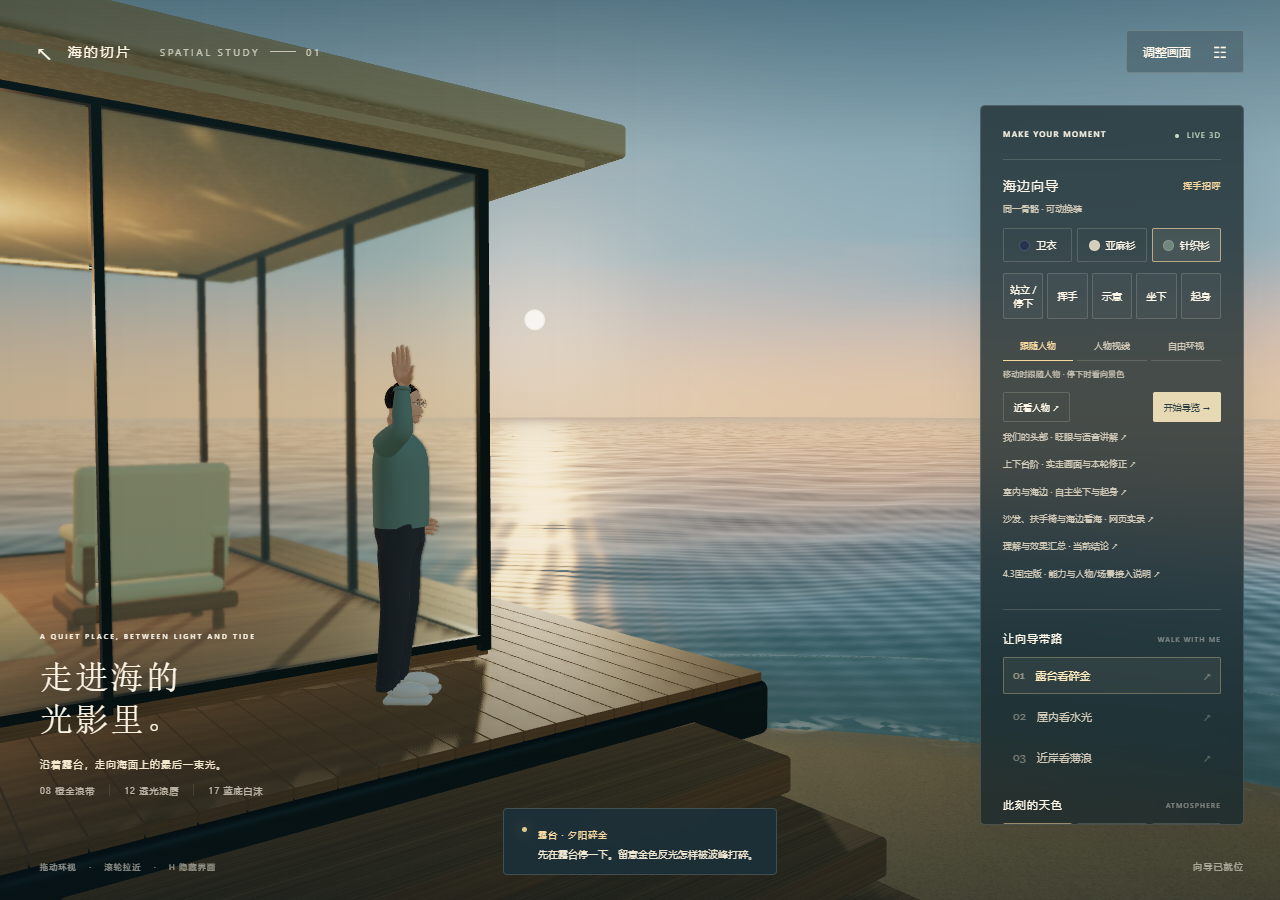 海的切片 SPATIAL STUDY 01
调整画面
MAKE YOUR MOMENT LIVE 3D
海边向导 挥手招呼
同一骨骼 · 可动换装
卫衣 亚麻衫 针织衫
站立 / 停下 挥手 示意 坐下 起身
跟随人物 人物视线 自由环视
移动时跟随人物 · 停下时看向景色
近看人物 ↗ 开始导览 →
我们的头部 · 眨眼与语音讲解 ↗
上下台阶 · 实走画面与本轮修正 ↗
室内与海边 · 自主坐下与起身 ↗
沙发、扶手椅与海边看海 · 网页实录 ↗
理解与效果汇总 · 当前结论 ↗
4.3固定版 · 能力与人物/场景接入说明 ↗
让向导带路 WALK WITH ME
01 露台看碎金 ↗
02 屋内看水光 ↗
03 近岸看薄浪 ↗
此刻的天色 ATMOSPHERE
A QUIET PLACE, BETWEEN LIGHT AND TIDE
走进海的
光影里。
沿着露台，走向海面上的最后一束光。
08 橙金浪带 12 透光浪唇 17 蓝底白沫
露台 · 夕阳碎金
先在露台停一下。留意金色反光怎样被波峰打碎。
拖动环视 · 滚轮拉近 · H 隐藏界面
向导已就位